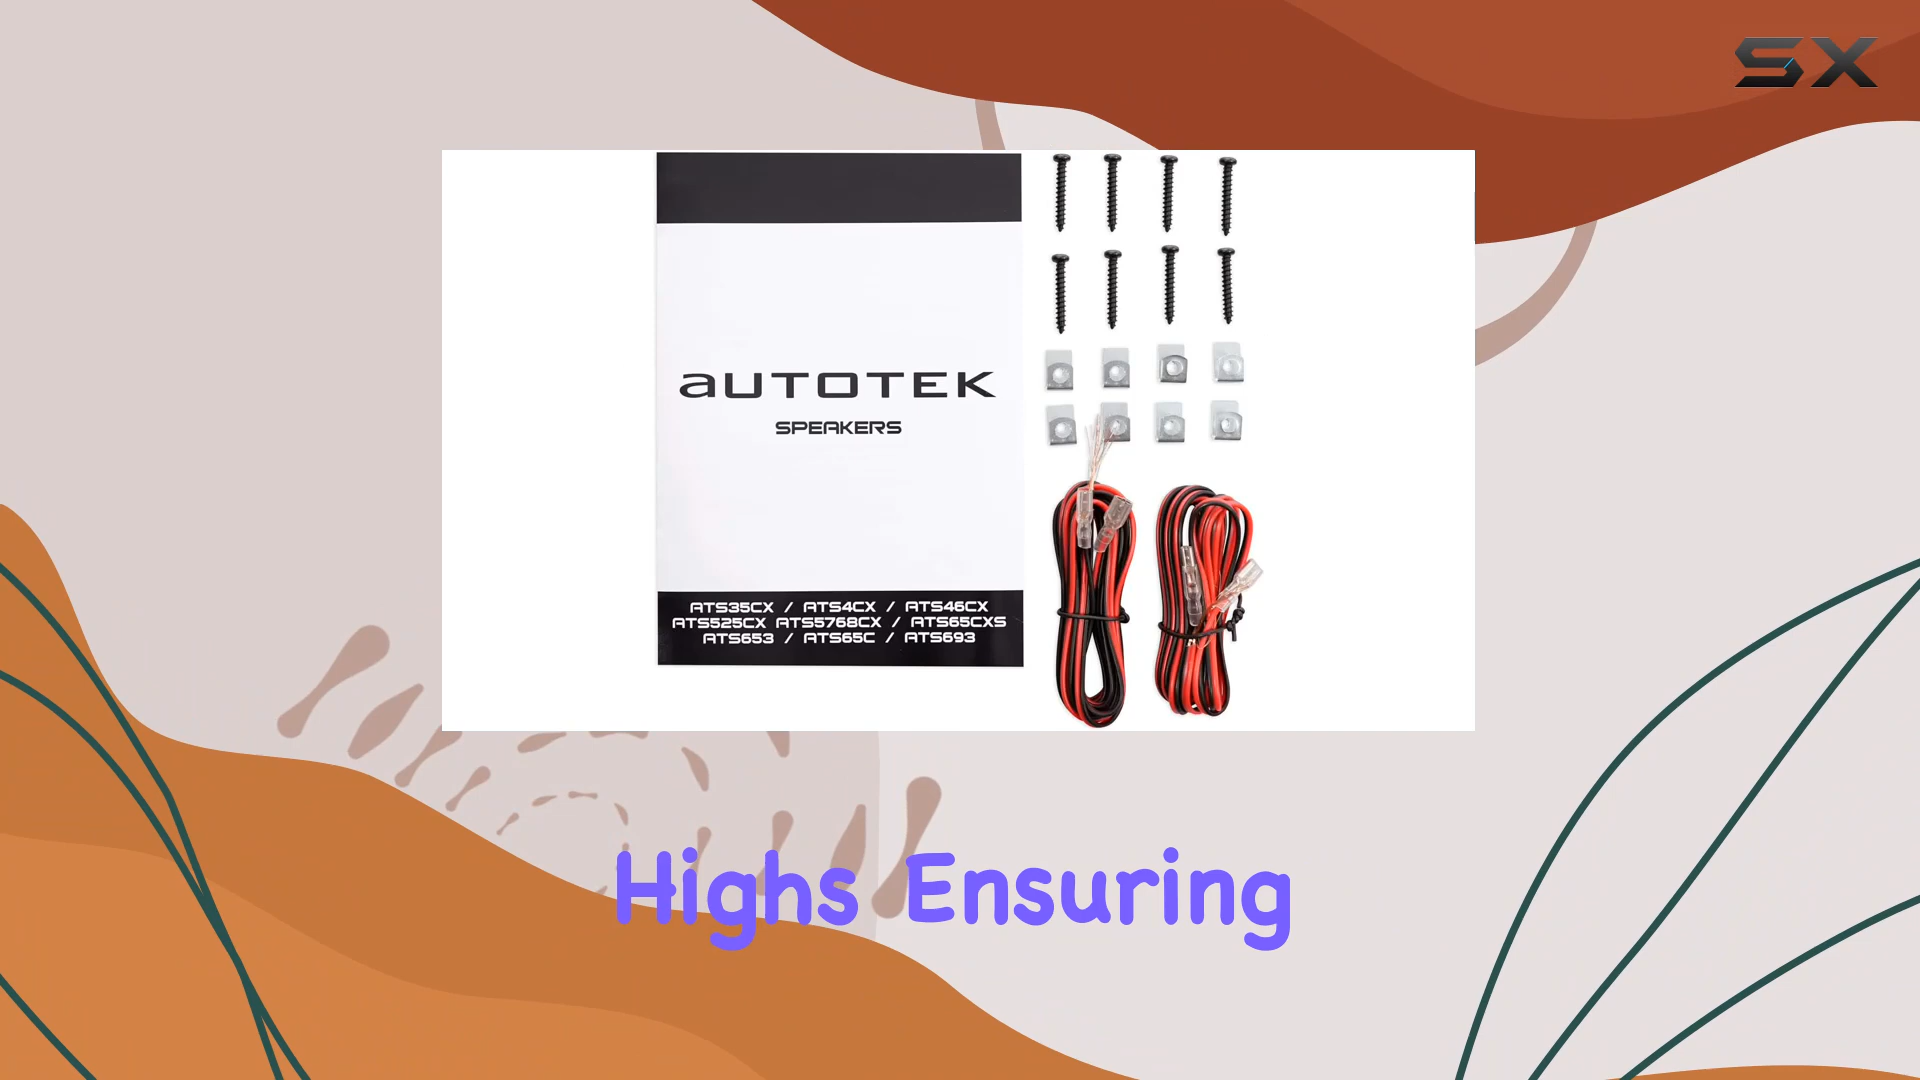 SX
aUTOTEK
SPEAKERS
ATS35CX / ATS4CX / ATS46CX
ATS525CX ATS5768CX / ATS65CXS
ATS653 / ATS65C / ATS693
Highs Ensuring